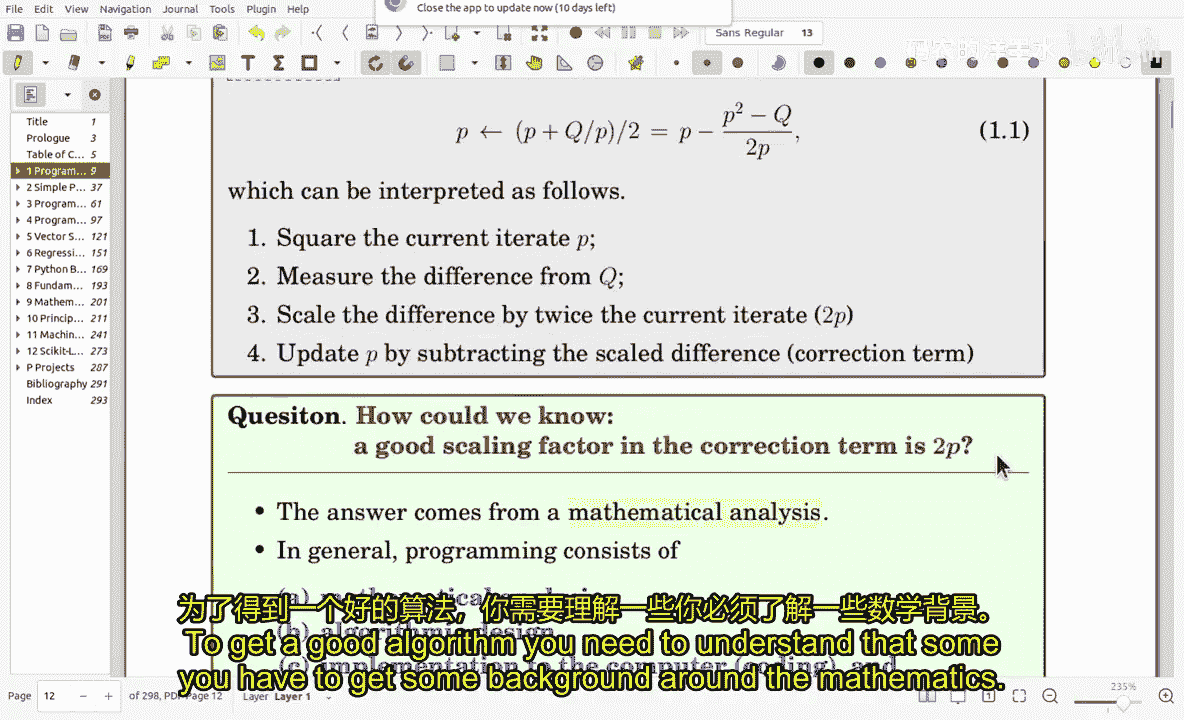 File Edit View Navigation Journal Tools Plugin Help
Close the app to update now (10 days left)
Sans Regular 13
Title 1
Prologue 3
Table of C... 5
1 Program... 9
2 Simple P... 37
3 Program... 61
4 Program... 97
5 Vector S... 121
6 Regressi... 151
7 Python B... 169
8 Fundam... 193
9 Mathem... 201
10 Princip... 211
11 Machin... 241
12 Scikit-L... 273
P Projects 287
Bibliography 291
Index 293
p ← (p + Q/p)/2 = p − (p² − Q)/(2p), (1.1)
which can be interpreted as follows.
1. Square the current iterate p;
2. Measure the difference from Q;
3. Scale the difference by twice the current iterate (2p)
4. Update p by subtracting the scaled difference (correction term)
Quesiton. How could we know:
a good scaling factor in the correction term is 2p?
• The answer comes from a mathematical analysis.
• In general, programming consists of
(b) algorithmic design
(c) implementation to the computer (coding), and
为了得到一个好的算法，你需要理解一些你必须了解一些数学背景。
To get a good algorithm you need to understand that some
you have to get some background around the mathematics.
Page 12 of 298, PDF Page 12 Layer Layer 1 235%